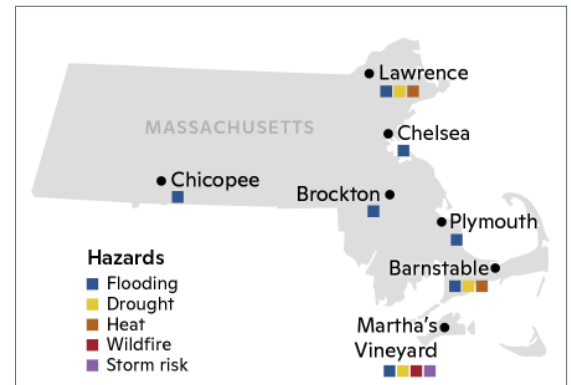 Lawrence
MASSACHUSETTS
Chelsea
Chicopee
Brockton
Plymouth
Barnstable
Martha's
Vineyard
Hazards
Flooding
Drought
Heat
Wildfire
Storm risk